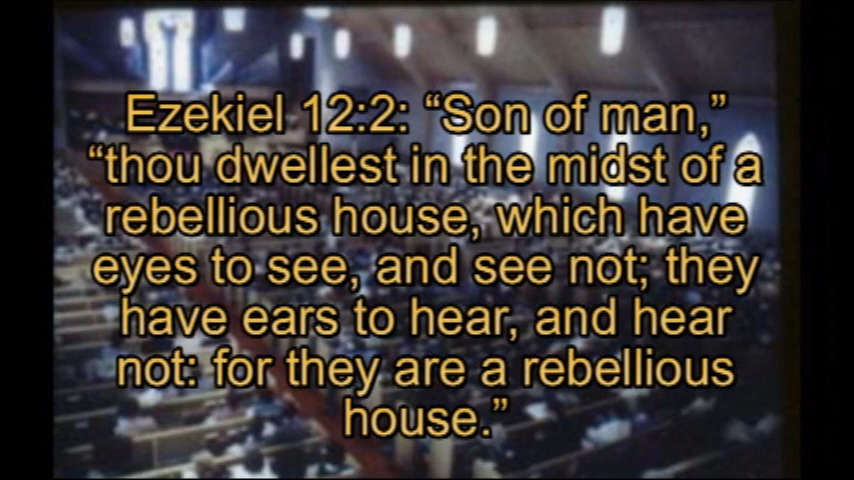 Ezekiel 12:2: “Son of man,”
“thou dwellest in the midst of a
rebellious house, which have
eyes to see, and see not; they
have ears to hear, and hear
not: for they are a rebellious
house.”